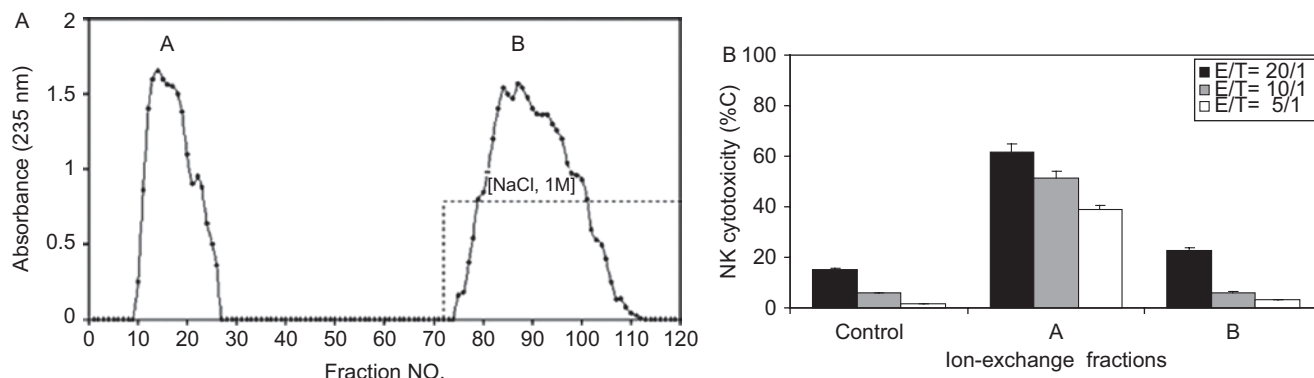 A
2
1.5
1
0.5
0
Absorbance (235 nm)
A
B
[NaCl, 1M]
0 10 20 30 40 50 60 70 80 90 100 110 120
Fraction NO.
B
100
80
60
40
20
0
NK cytotoxicity (%C)
E/T= 20/1
E/T= 10/1
E/T= 5/1
Control A B
Ion-exchange fractions